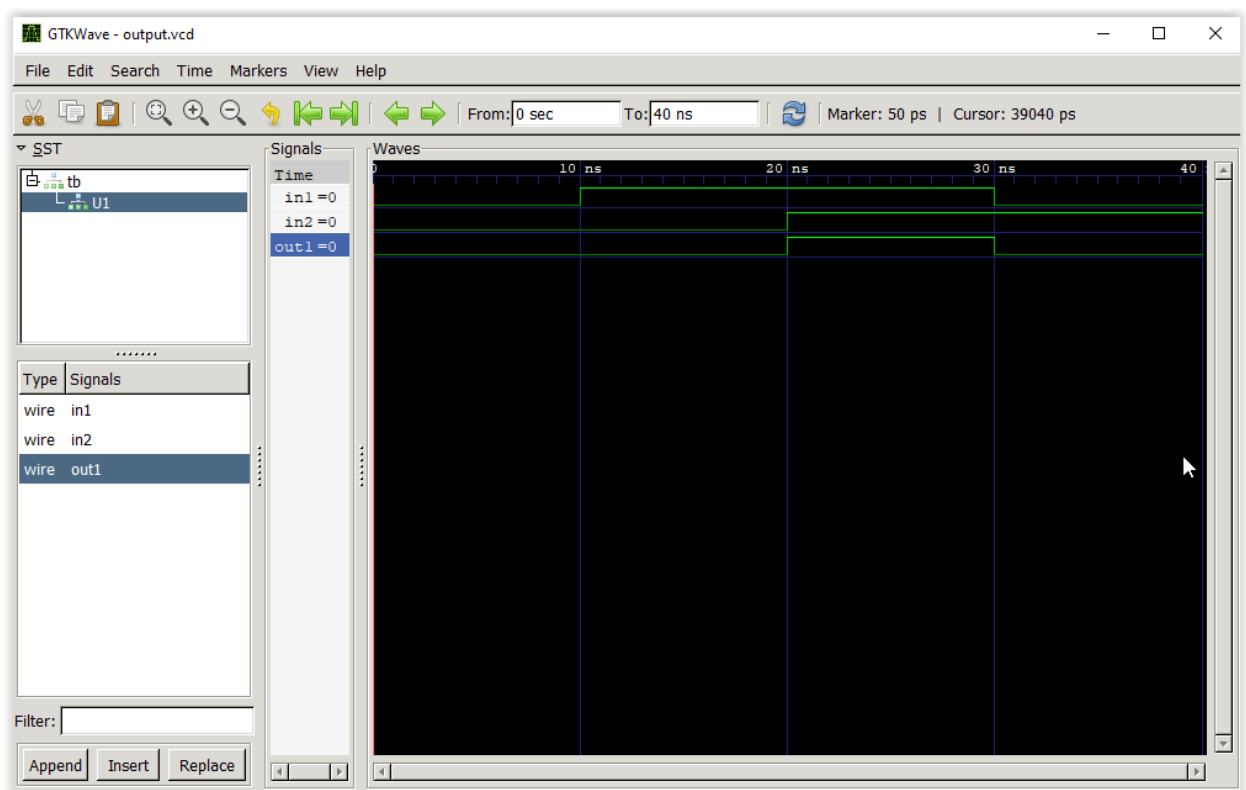 GTKWave - output.vcd
File Edit Search Time Markers View Help
From: 0 sec To: 40 ns Marker: 50 ps | Cursor: 39040 ps
SST
tb
U1
Type Signals
wire in1
wire in2
wire out1
Filter:
Append Insert Replace
Signals
Time
in1=0
in2=0
out1=0
Waves
0 10 ns 20 ns 30 ns 40